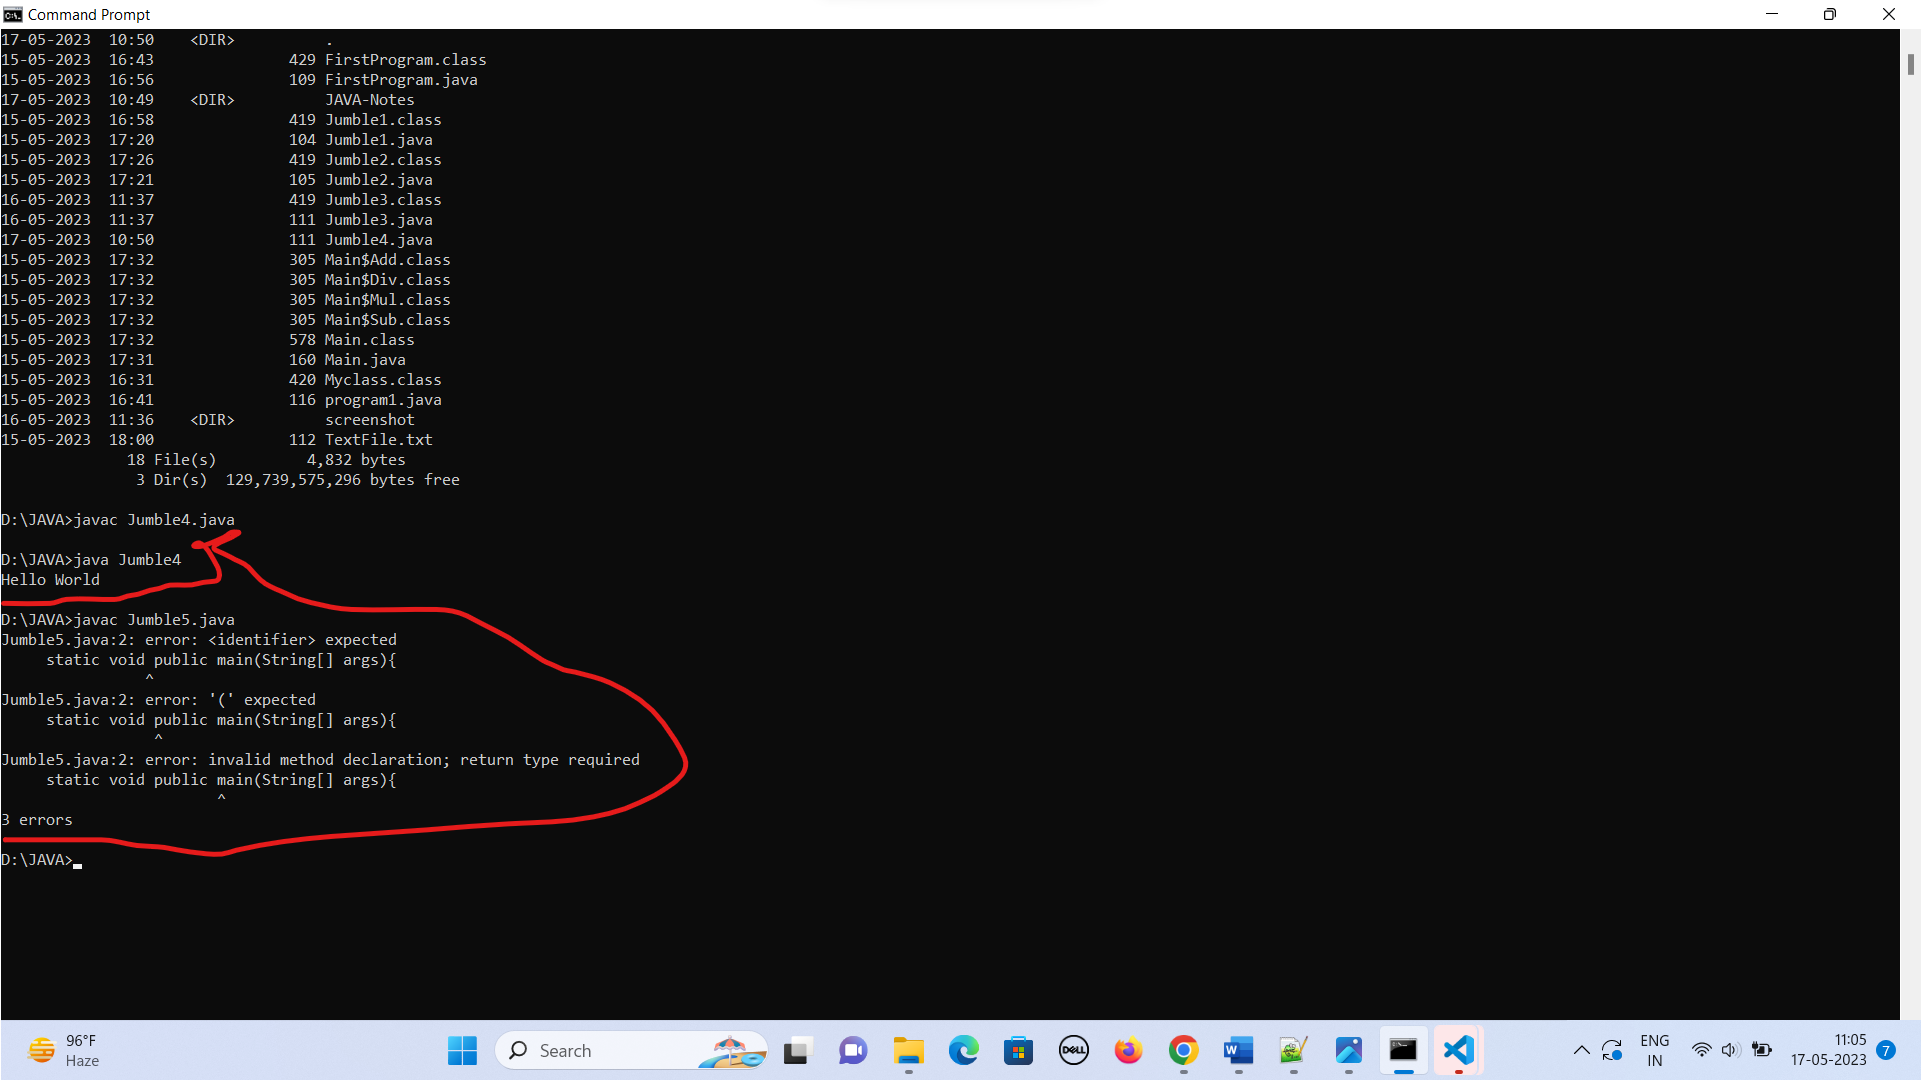 Command Prompt
17-05-2023  10:50    <DIR>          .
15-05-2023  16:43               429 FirstProgram.class
15-05-2023  16:56               109 FirstProgram.java
17-05-2023  10:49    <DIR>          JAVA-Notes
15-05-2023  16:58               419 Jumble1.class
15-05-2023  17:20               104 Jumble1.java
15-05-2023  17:26               419 Jumble2.class
15-05-2023  17:21               105 Jumble2.java
16-05-2023  11:37               419 Jumble3.class
16-05-2023  11:37               111 Jumble3.java
17-05-2023  10:50               111 Jumble4.java
15-05-2023  17:32               305 Main$Add.class
15-05-2023  17:32               305 Main$Div.class
15-05-2023  17:32               305 Main$Mul.class
15-05-2023  17:32               305 Main$Sub.class
15-05-2023  17:32               578 Main.class
15-05-2023  17:31               160 Main.java
15-05-2023  16:31               420 Myclass.class
15-05-2023  16:41               116 program1.java
16-05-2023  11:36    <DIR>          screenshot
15-05-2023  18:00               112 TextFile.txt
18 File(s)          4,832 bytes
3 Dir(s)  129,739,575,296 bytes free
D:\JAVA>javac Jumble4.java
D:\JAVA>java Jumble4
Hello World
D:\JAVA>javac Jumble5.java
Jumble5.java:2: error: <identifier> expected
static void public main(String[] args){
^
Jumble5.java:2: error: '(' expected
static void public main(String[] args){
^
Jumble5.java:2: error: invalid method declaration; return type required
static void public main(String[] args){
^
3 errors
D:\JAVA>
96°F
Haze
Search
DELL
ENG
IN
11:05
17-05-2023
7